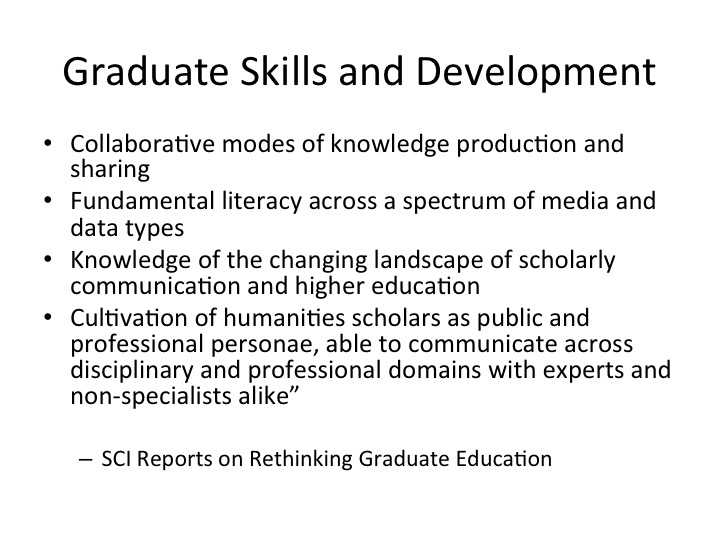 Graduate Skills and Development
• Collaborative modes of knowledge production and
sharing
• Fundamental literacy across a spectrum of media and
data types
• Knowledge of the changing landscape of scholarly
communication and higher education
• Cultivation of humanities scholars as public and
professional personae, able to communicate across
disciplinary and professional domains with experts and
non-specialists alike”
– SCI Reports on Rethinking Graduate Education